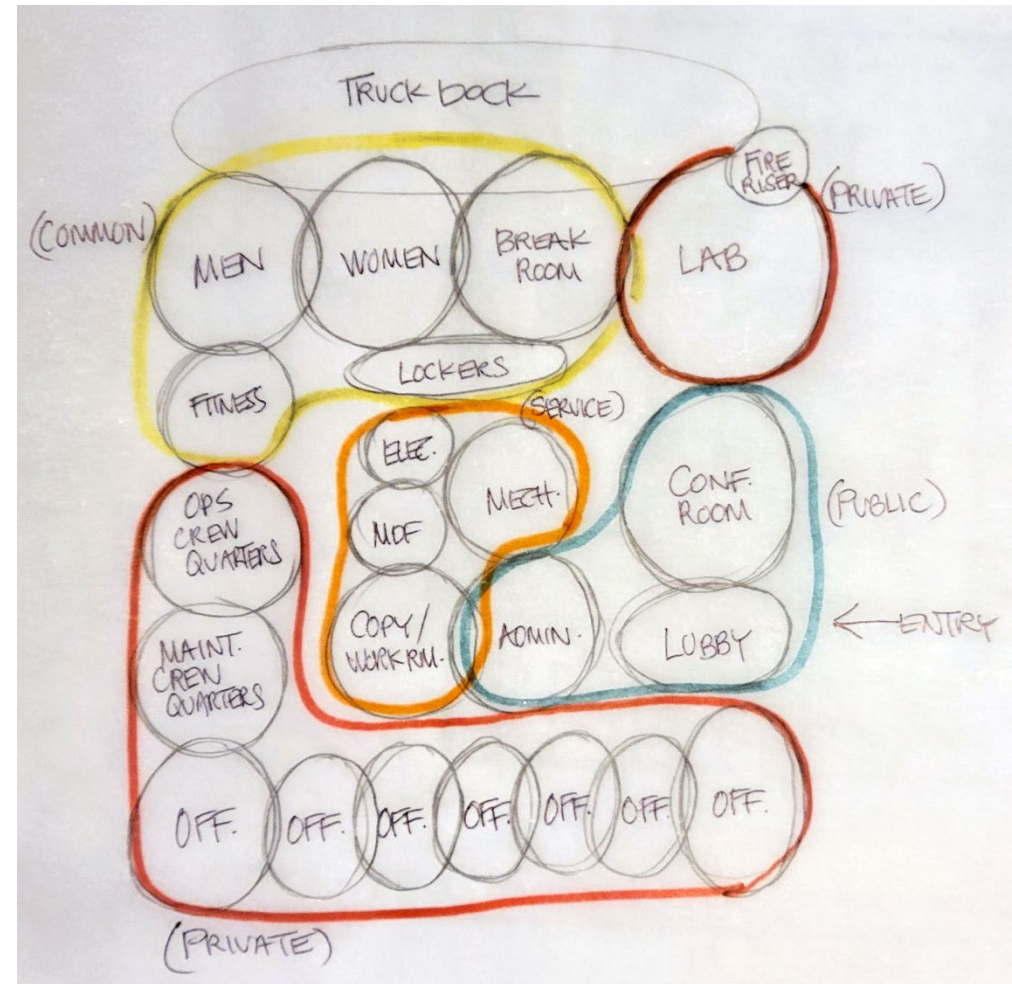 TRUCK DOCK
FIRE
RISER
(PRIVATE)
(COMMON)
MEN
WOMEN
BREAK
ROOM
LAB
LOCKERS
FITNESS
(SERVICE)
ELEC.
MECH.
MDF
CONF.
ROOM
(PUBLIC)
OPS
CREW
QUARTERS
COPY/
WORK RM.
ADMIN.
LOBBY
ENTRY
MAINT.
CREW
QUARTERS
OFF.
OFF.
OFF.
OFF.
OFF.
OFF.
OFF.
(PRIVATE)